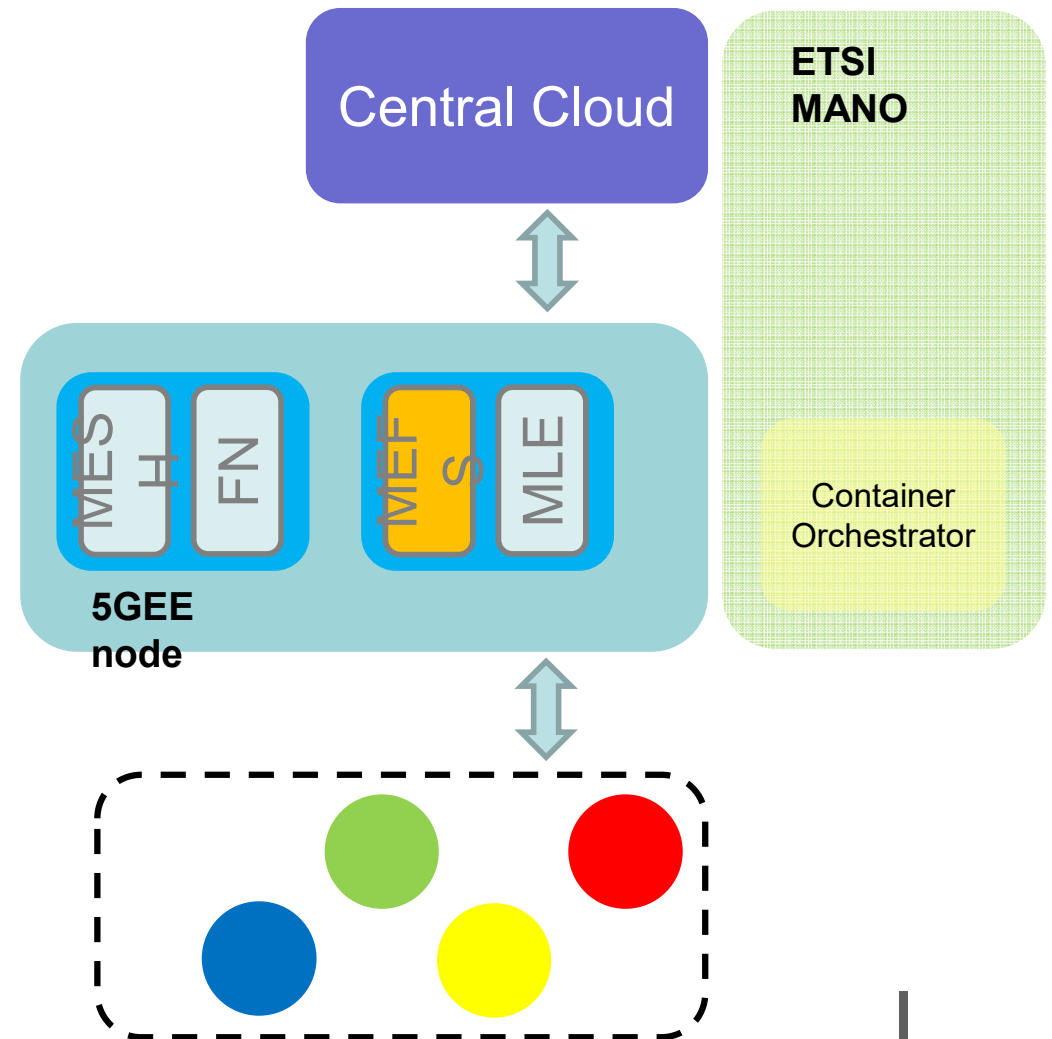 Central Cloud
ETSI
MANO
MES
H
FN
MEF
S
MLE
5GEE
node
Container
Orchestrator